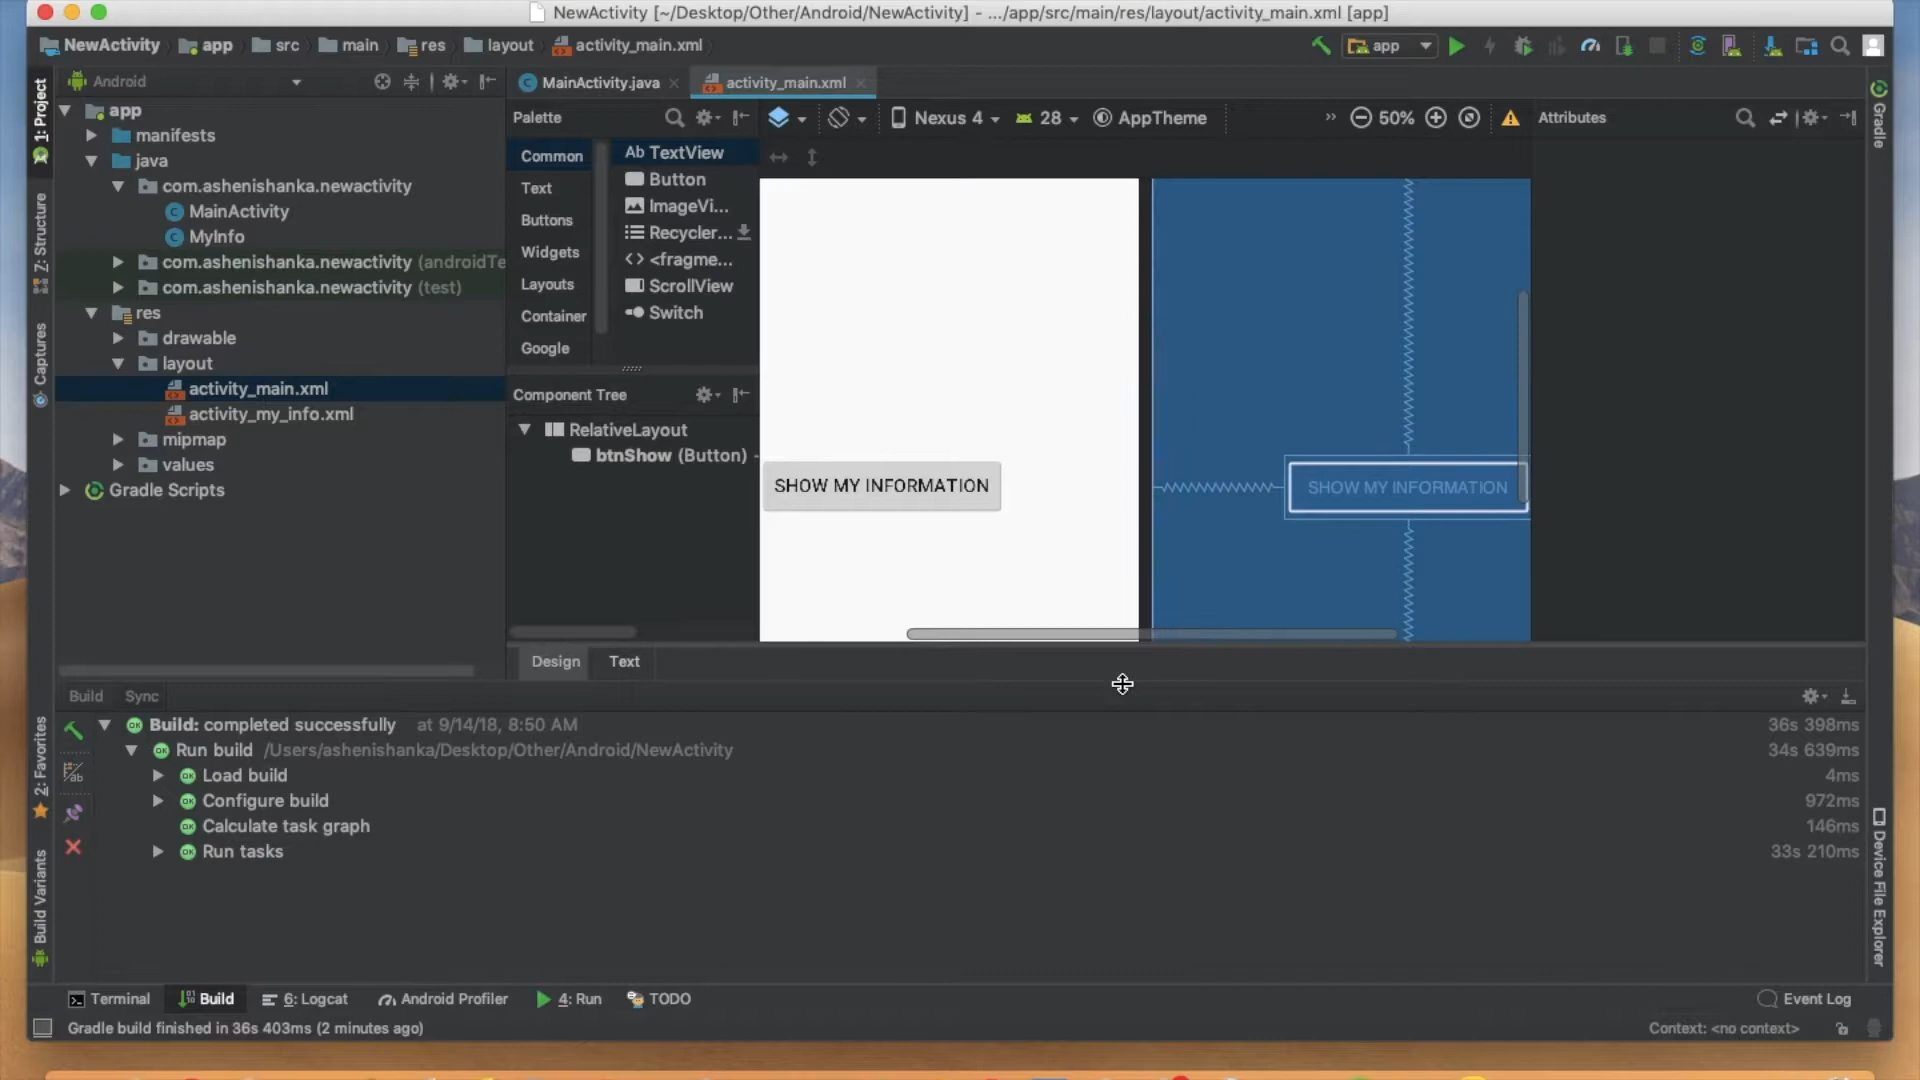 NewActivity [~/Desktop/Other/Android/NewActivity] - .../app/src/main/res/layout/activity_main.xml [app]
NewActivity app src main res layout activity_main.xml
app
Android
MainActivity.java
activity_main.xml
1: Project
Z: Structure
Captures
2: Favorites
Build Variants
app
manifests
java
com.ashenishanka.newactivity
MainActivity
MyInfo
com.ashenishanka.newactivity (androidTe
com.ashenishanka.newactivity (test)
res
drawable
layout
activity_main.xml
activity_my_info.xml
mipmap
values
Gradle Scripts
Palette
Common
Text
Buttons
Widgets
Layouts
Container
Google
Ab TextView
Button
ImageVi...
Recycler...
<fragme...
ScrollView
Switch
Component Tree
RelativeLayout
btnShow (Button) -
Nexus 4
28
AppTheme
50%
Attributes
SHOW MY INFORMATION
SHOW MY INFORMATION
Gradle
Device File Explorer
Design Text
Build Sync
Build: completed successfully at 9/14/18, 8:50 AM 36s 398ms
Run build /Users/ashenishanka/Desktop/Other/Android/NewActivity 34s 639ms
Load build 4ms
Configure build 972ms
Calculate task graph 146ms
Run tasks 33s 210ms
Terminal Build 6: Logcat Android Profiler 4: Run TODO Event Log
Gradle build finished in 36s 403ms (2 minutes ago) Context: <no context>